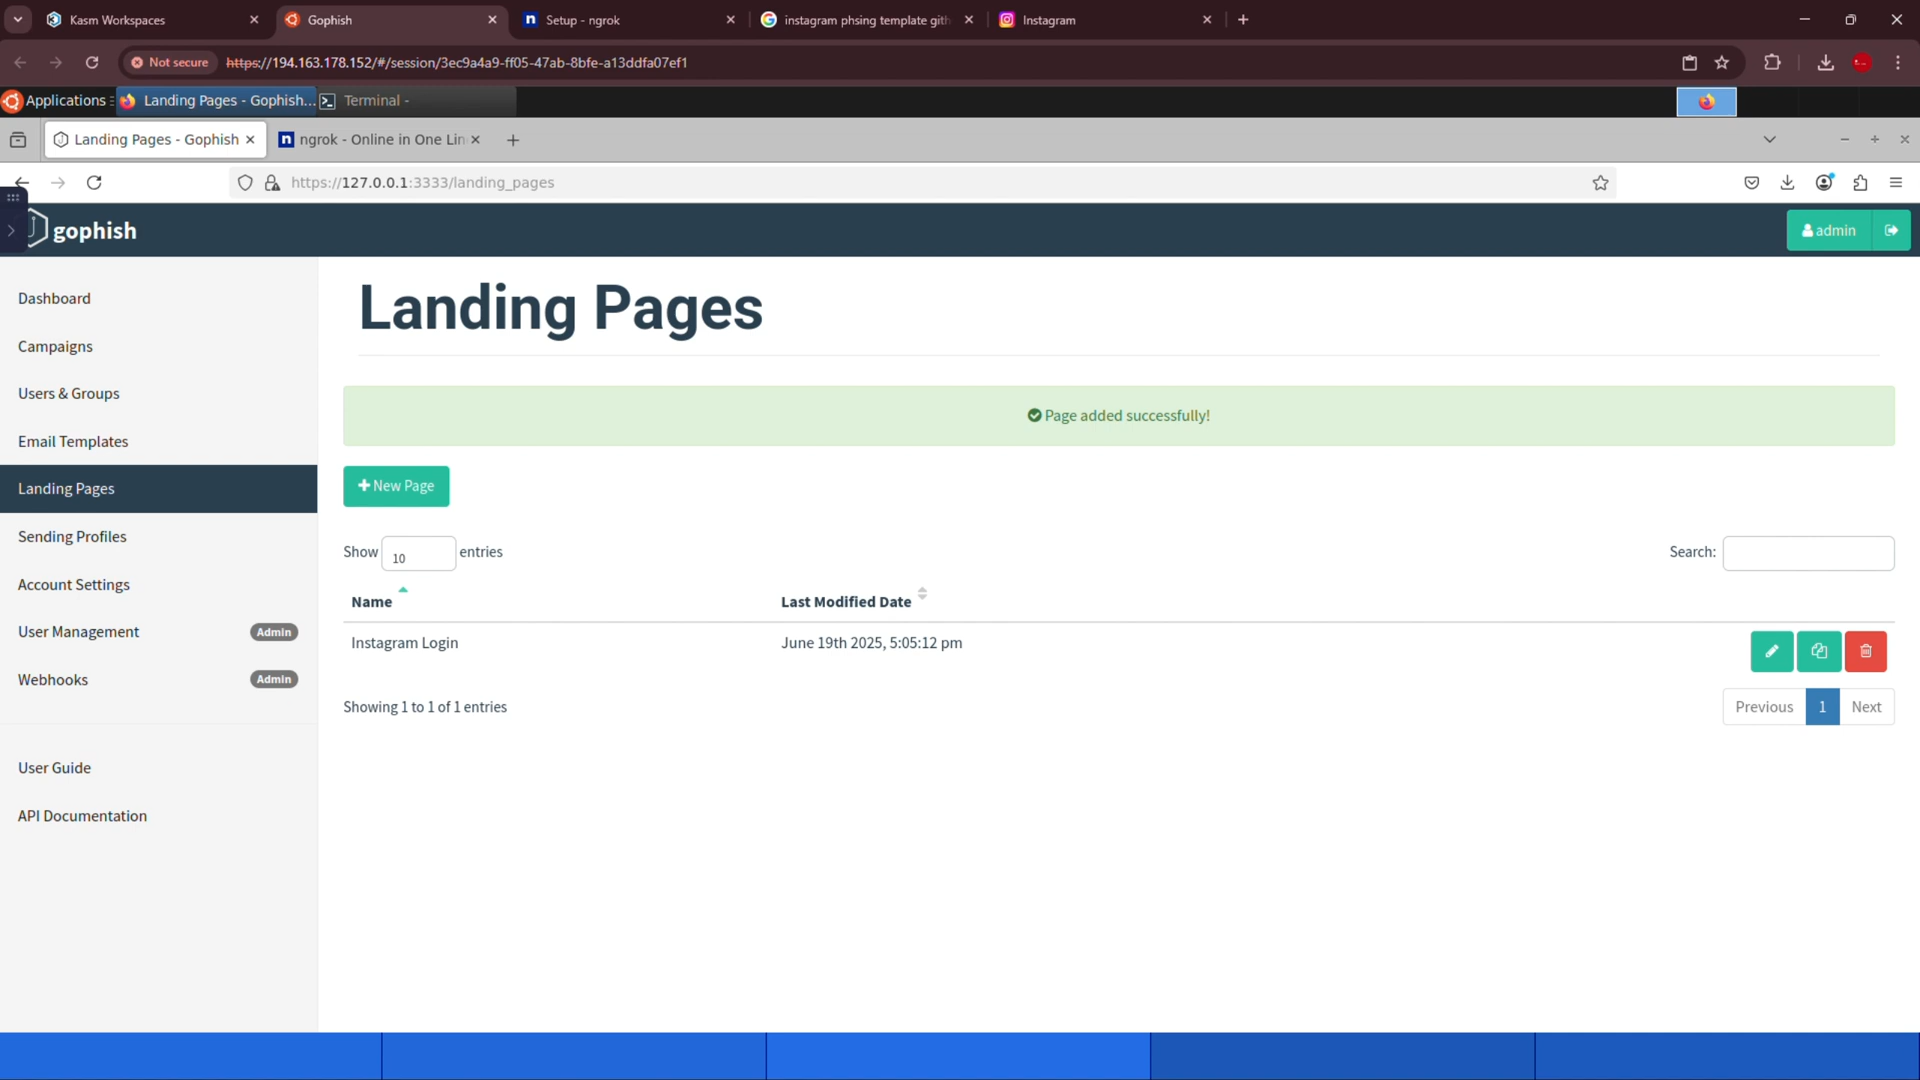 Kasm Workspaces
Gophish
Setup - ngrok
instagram phsing template gith
Instagram
Not secure
https://194.163.178.152/#/session/3ec9a4a9-ff05-47ab-8bfe-a13ddfa07ef1
Applications
Landing Pages - Gophish...
Terminal -
Landing Pages - Gophish
ngrok - Online in One Lin
https://127.0.0.1:3333/landing_pages
gophish
admin
Dashboard
Campaigns
Users & Groups
Email Templates
Landing Pages
Sending Profiles
Account Settings
User Management Admin
Webhooks Admin
User Guide
API Documentation
Landing Pages
Page added successfully!
New Page
Show 10 entries
Search:
Name Last Modified Date
Instagram Login June 19th 2025, 5:05:12 pm
Showing 1 to 1 of 1 entries
Previous 1 Next